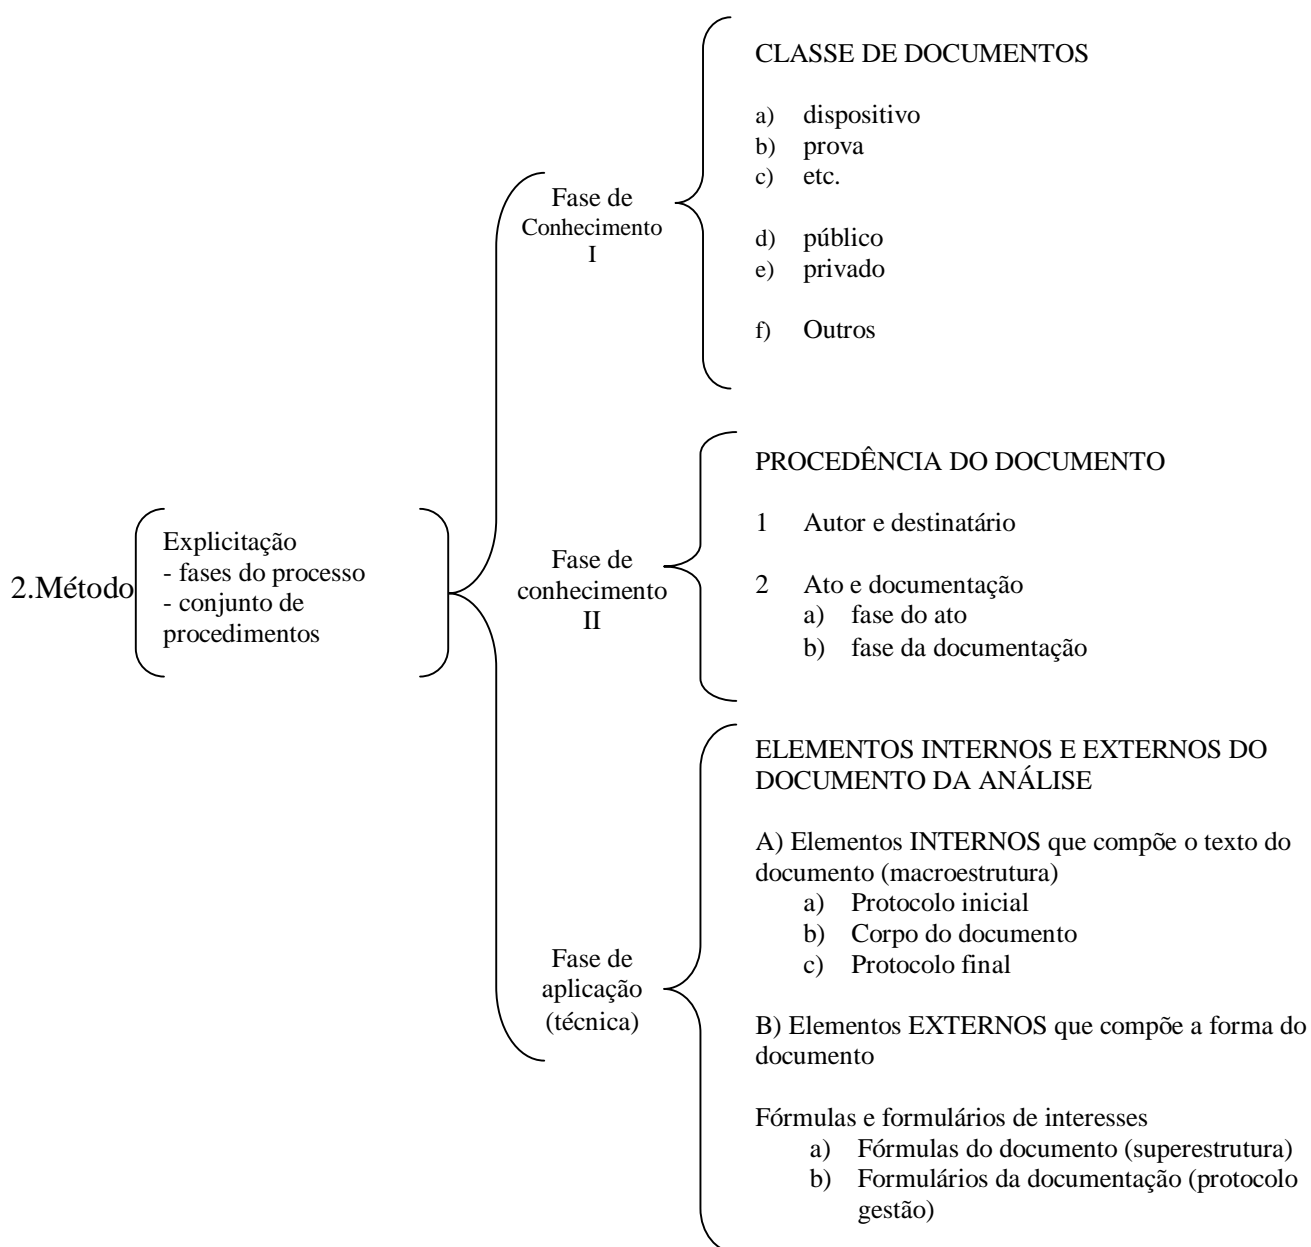 2.Método
Explicitação
- fases do processo
- conjunto de
procedimentos
Fase de
Conhecimento
I
CLASSE DE DOCUMENTOS
a) dispositivo
b) prova
c) etc.
d) público
e) privado
f) Outros
Fase de
conhecimento
II
PROCEDÊNCIA DO DOCUMENTO
1 Autor e destinatário
2 Ato e documentação
a) fase do ato
b) fase da documentação
Fase de
aplicação
(técnica)
ELEMENTOS INTERNOS E EXTERNOS DO
DOCUMENTO DA ANÁLISE
A) Elementos INTERNOS que compõe o texto do
documento (macroestrutura)
a) Protocolo inicial
b) Corpo do documento
c) Protocolo final
B) Elementos EXTERNOS que compõe a forma do
documento
Fórmulas e formulários de interesses
a) Fórmulas do documento (superestrutura)
b) Formulários da documentação (protocolo
gestão)